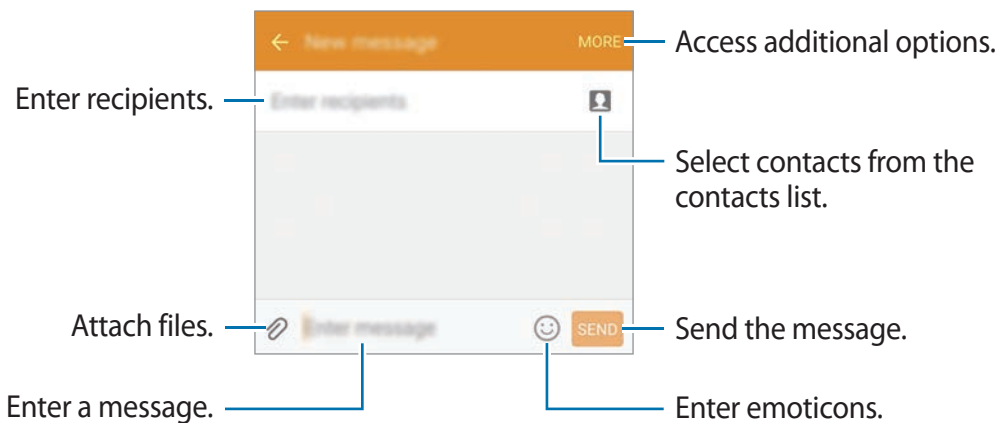 New message
MORE
Access additional options.
Enter recipients.
Enter recipients
Select contacts from the
contacts list.
Attach files.
Enter message
SEND
Send the message.
Enter a message.
Enter emoticons.